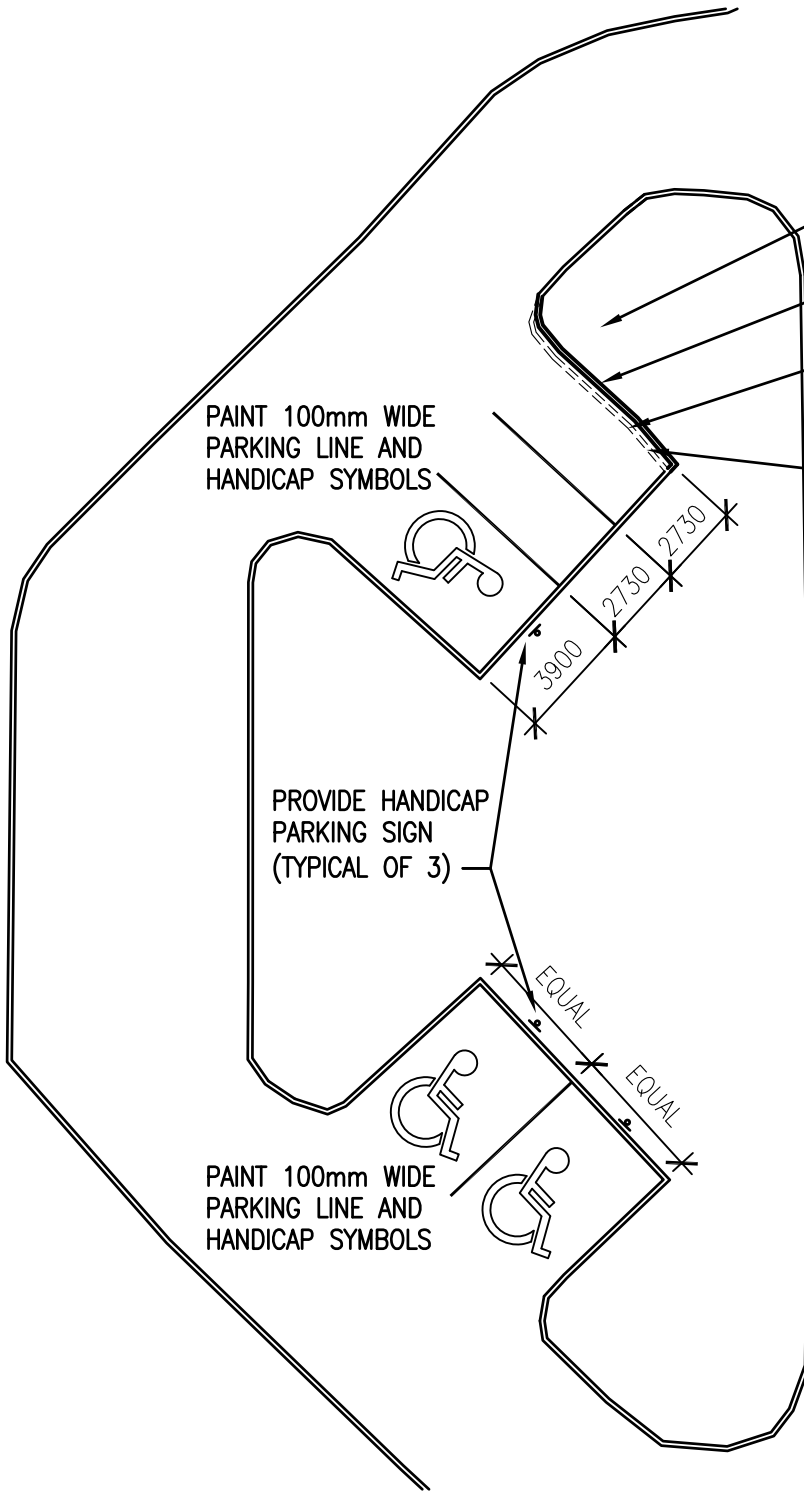 PAINT 100mm WIDE
PARKING LINE AND
HANDICAP SYMBOLS
2730
2730
3900
PROVIDE HANDICAP
PARKING SIGN
(TYPICAL OF 3)
EQUAL
EQUAL
PAINT 100mm WIDE
PARKING LINE AND
HANDICAP SYMBOLS